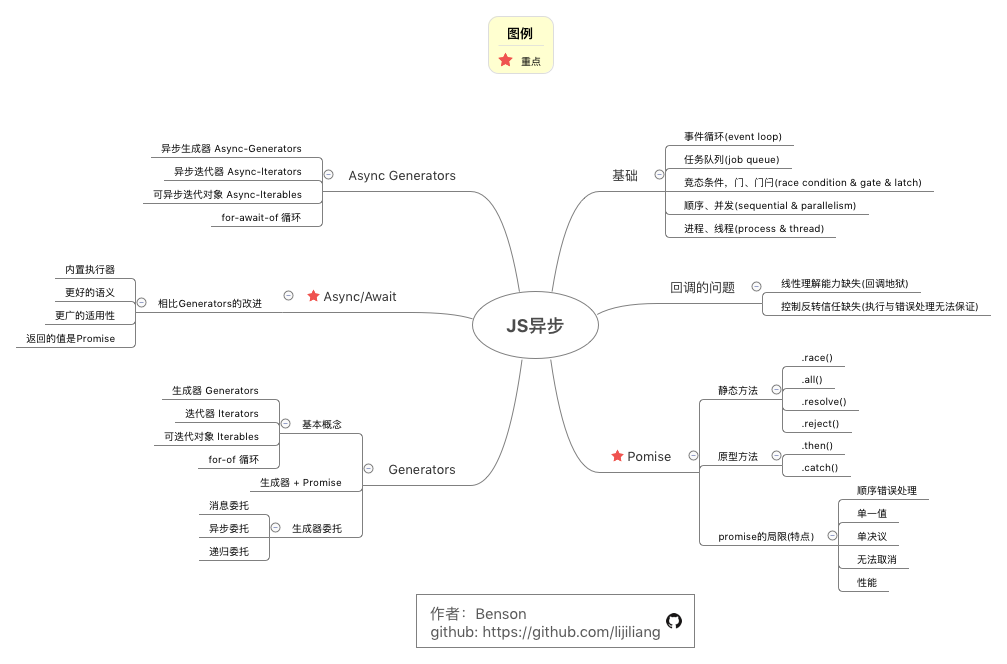 图例
重点
JS异步
基础
事件循环(event loop)
任务队列(job queue)
竞态条件，门、门闩(race condition & gate & latch)
顺序、并发(sequential & parallelism)
进程、线程(process & thread)
回调的问题
线性理解能力缺失(回调地狱)
控制反转信任缺失(执行与错误处理无法保证)
Pomise
静态方法
.race()
.all()
.resolve()
.reject()
原型方法
.then()
.catch()
promise的局限(特点)
顺序错误处理
单一值
单决议
无法取消
性能
Async Generators
异步生成器 Async-Generators
异步迭代器 Async-Iterators
可异步迭代对象 Async-Iterables
for-await-of 循环
Async/Await
相比Generators的改进
内置执行器
更好的语义
更广的适用性
返回的值是Promise
Generators
基本概念
生成器 Generators
迭代器 Iterators
可迭代对象 Iterables
for-of 循环
生成器 + Promise
生成器委托
消息委托
异步委托
递归委托
作者：Benson
github: https://github.com/lijiliang